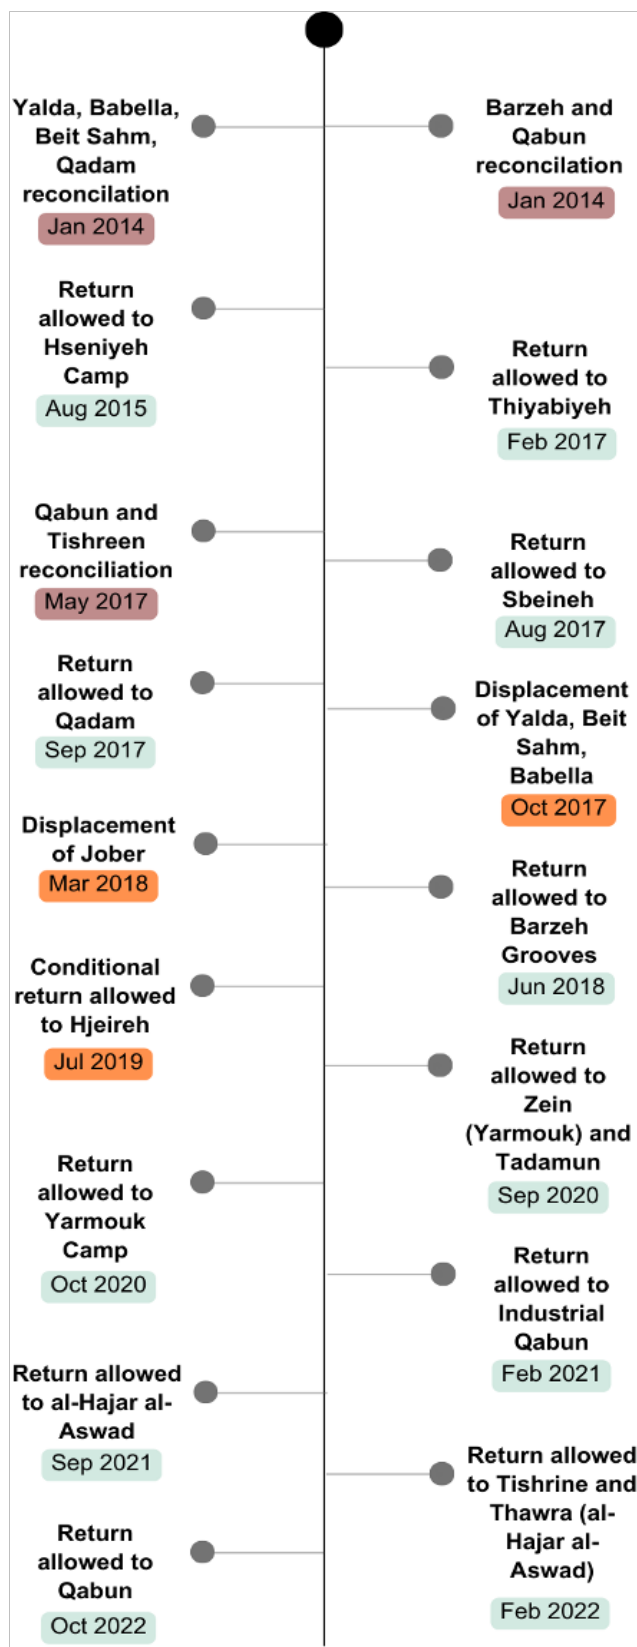 Yalda, Babella,
Beit Sahm,
Qadam
reconcilation
Jan 2014
Barzeh and
Qabun
reconcilation
Jan 2014
Return
allowed to
Hseniyeh
Camp
Aug 2015
Return
allowed to
Thiyabiyeh
Feb 2017
Qabun and
Tishreen
reconciliation
May 2017
Return
allowed to
Sbeineh
Aug 2017
Return
allowed to
Qadam
Sep 2017
Displacement
of Yalda, Beit
Sahm,
Babella
Oct 2017
Displacement
of Jober
Mar 2018
Return
allowed to
Barzeh
Grooves
Jun 2018
Conditional
return allowed
to Hjeireh
Jul 2019
Return
allowed to
Zein
(Yarmouk) and
Tadamun
Sep 2020
Return
allowed to
Yarmouk
Camp
Oct 2020
Return
allowed to
Industrial
Qabun
Feb 2021
Return allowed
to al-Hajar al-
Aswad
Sep 2021
Return allowed
to Tishrine and
Thawra (al-
Hajar al-
Aswad)
Feb 2022
Return
allowed to
Qabun
Oct 2022